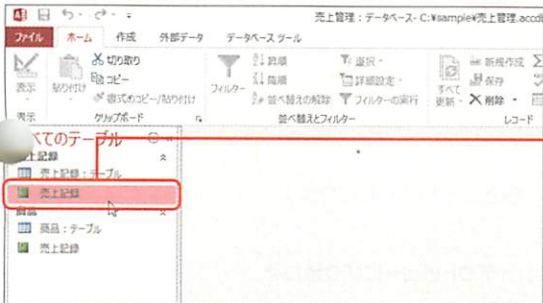 売上管理：データベース- C:¥sample¥売上管理.accdb
ファイル ホーム 作成 外部データ データベース ツール
表示
貼り付け
切り取り
コピー
書式のコピー/貼り付け
フィルター
昇順
降順
並べ替えの解除
選択
詳細設定
フィルターの実行
すべて
更新
新規作成
保存
削除
表示 クリップボード 並べ替えとフィルター レコード
べてのテーブル
売上記録
売上記録：テーブル
売上記録
商品
商品：テーブル
売上記録